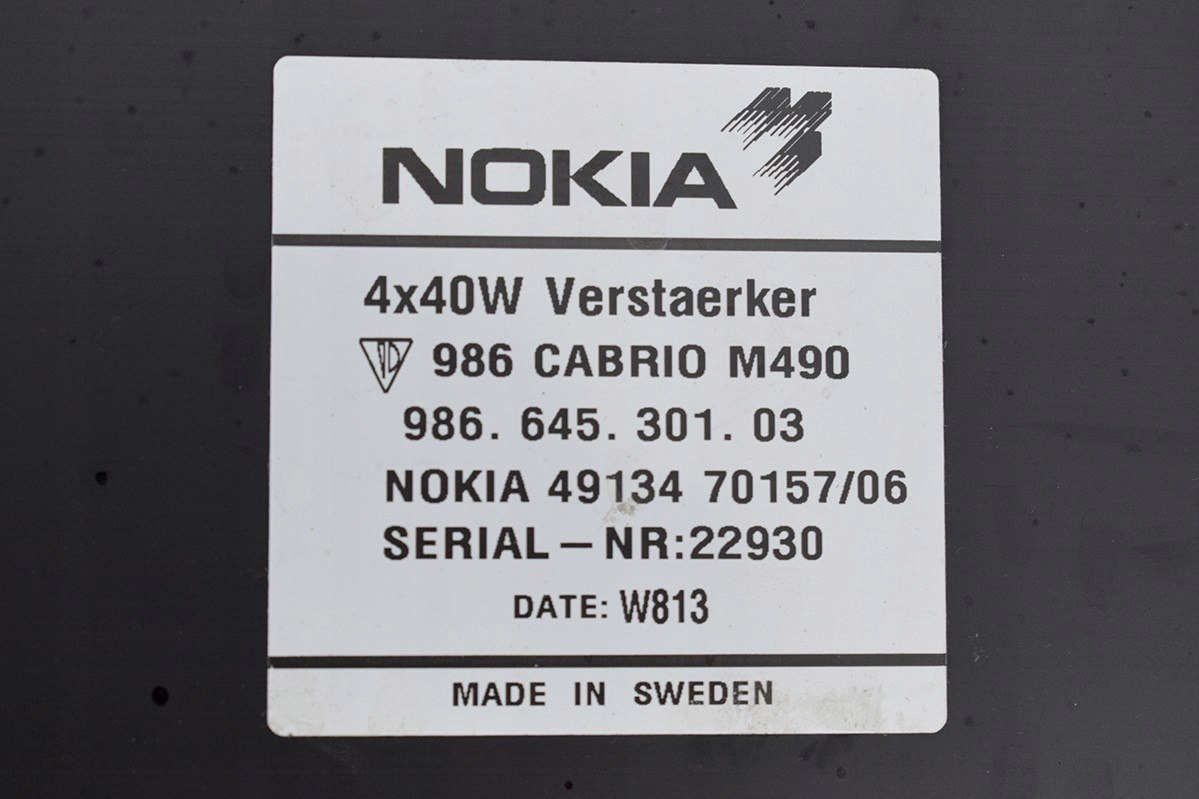 NOKIA
4x40W Verstaerker
986 CABRIO M490
986. 645. 301. 03
NOKIA 49134 70157/06
SERIAL – NR:22930
DATE: W813
MADE IN SWEDEN